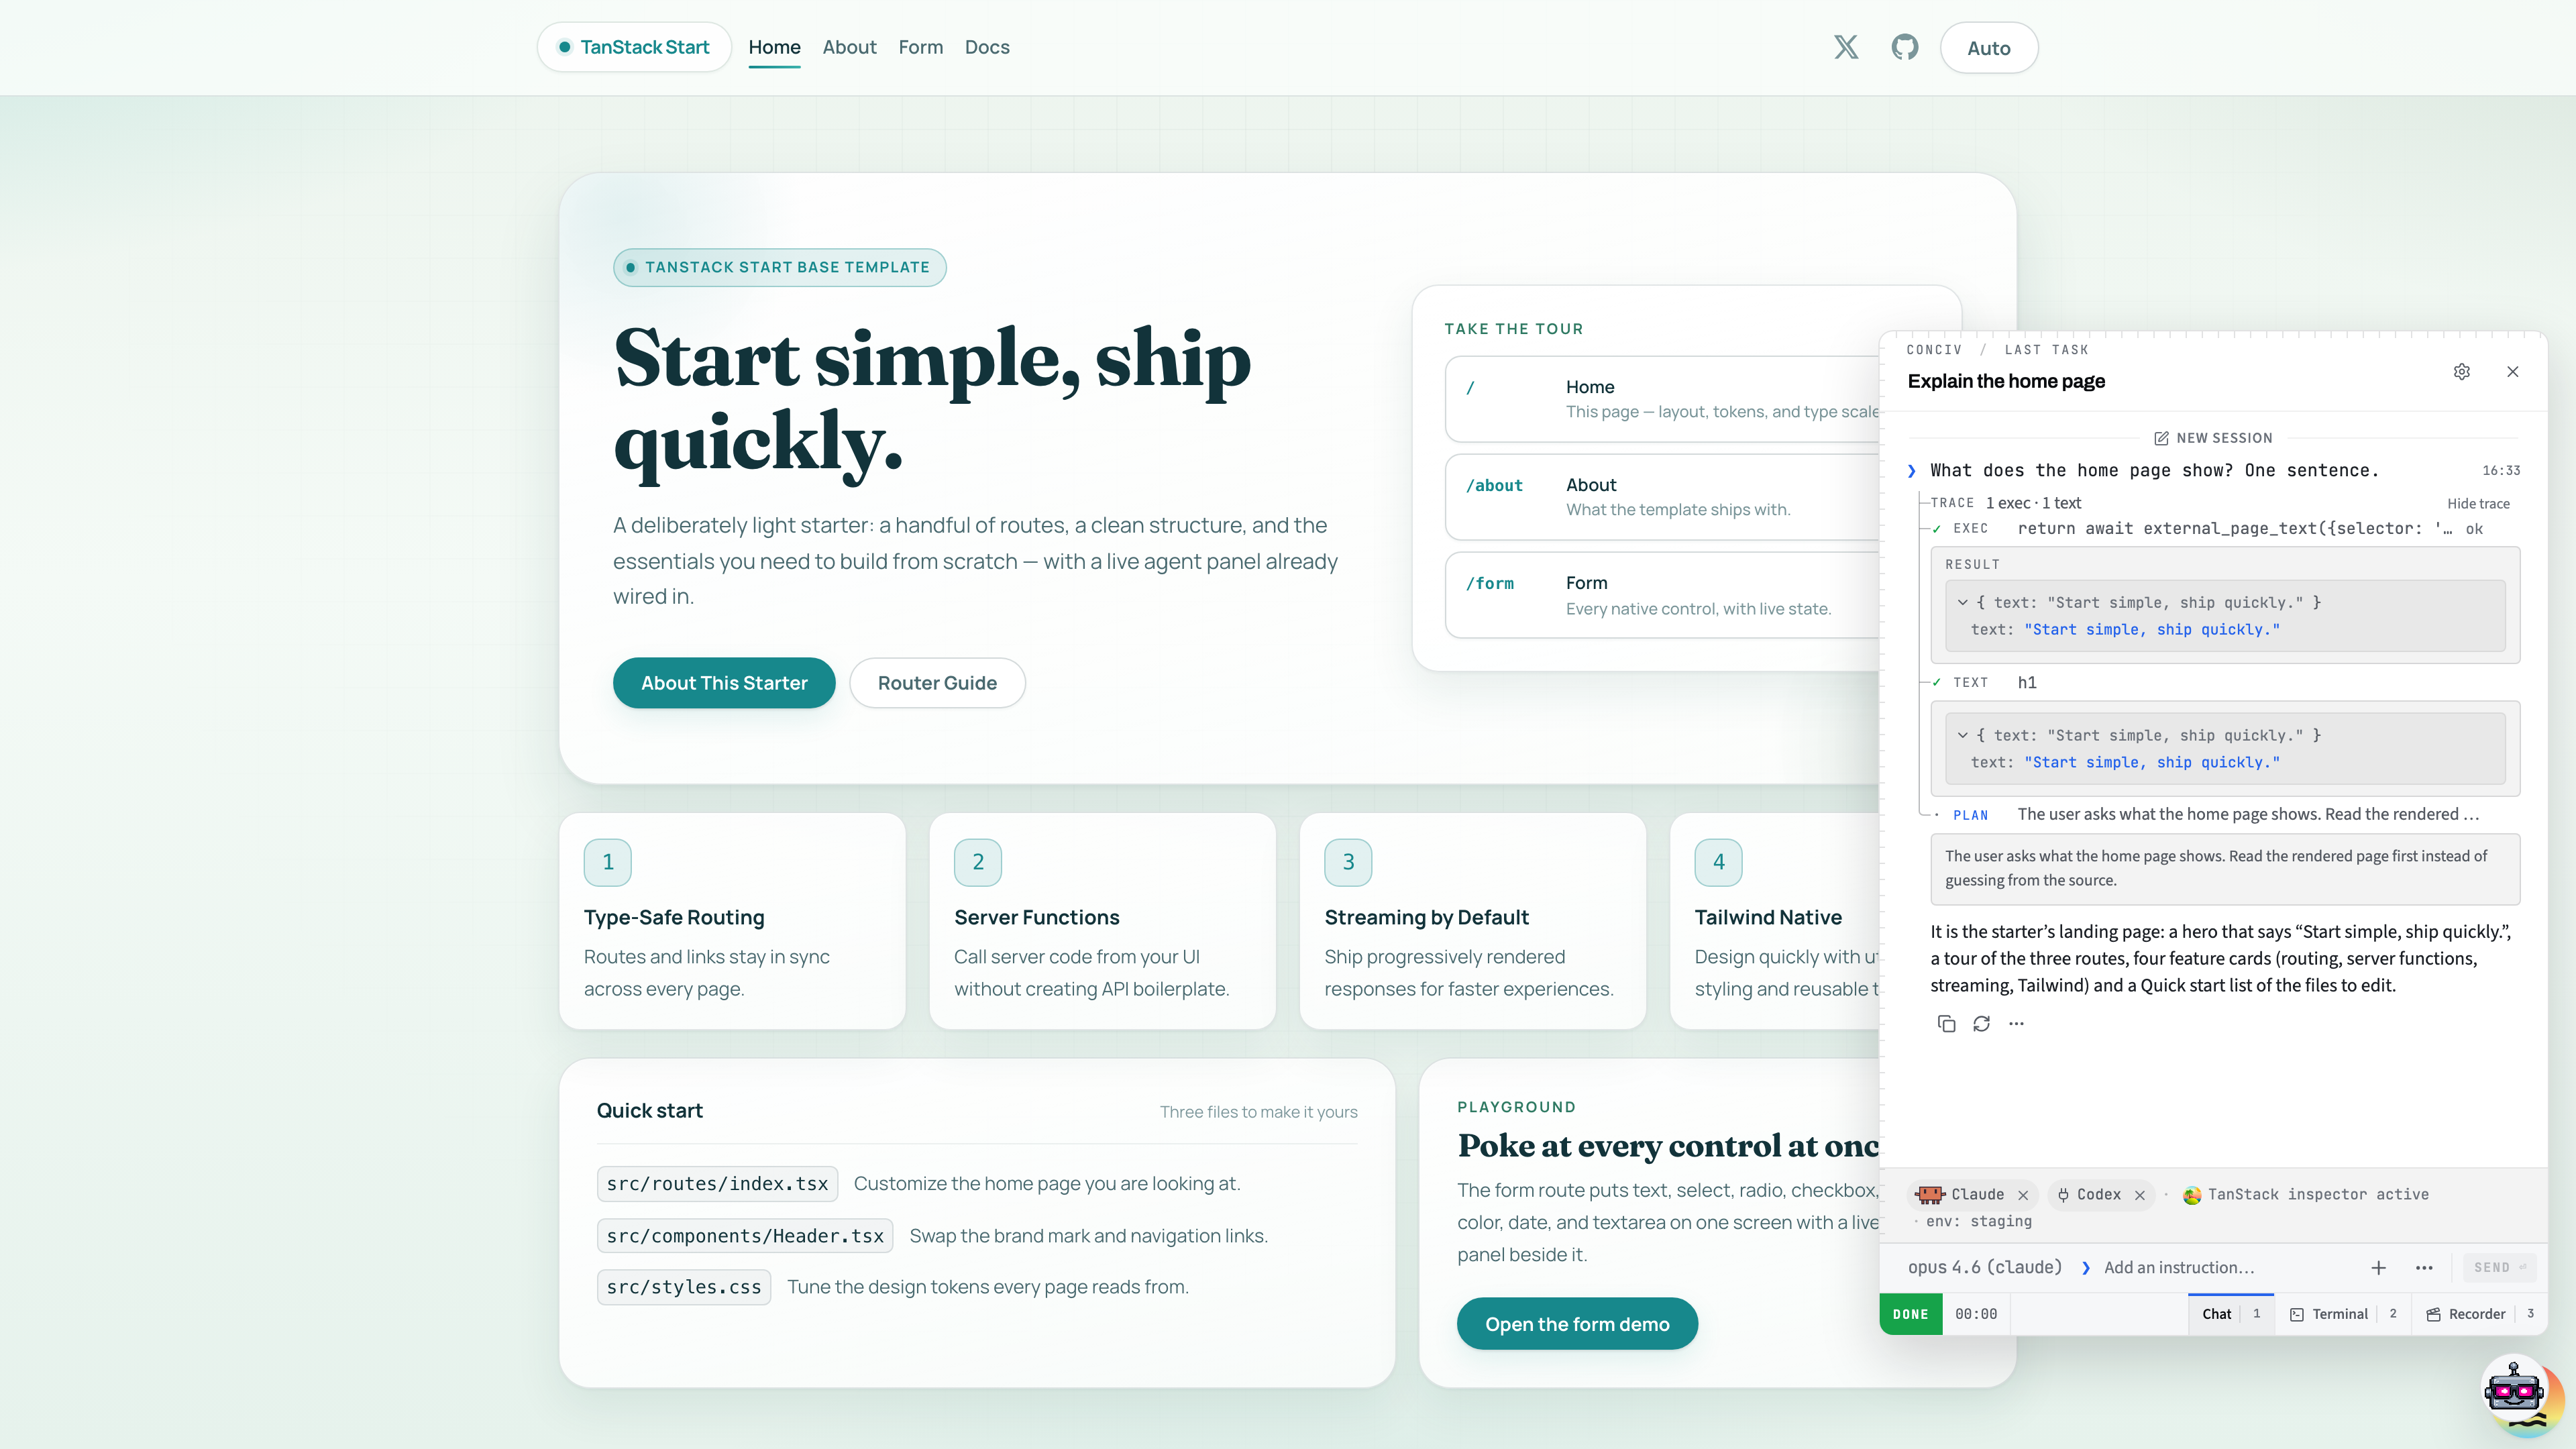 TanStack Start
Home
About
Form
Docs
Auto
TANSTACK START BASE TEMPLATE
Start simple, ship
quickly.
A deliberately light starter: a handful of routes, a clean structure, and the
essentials you need to build from scratch — with a live agent panel already
wired in.
About This Starter
Router Guide
TAKE THE TOUR
/
Home
This page — layout, tokens, and type scale
/about
About
What the template ships with.
/form
Form
Every native control, with live state.
1
Type-Safe Routing
Routes and links stay in sync
across every page.
2
Server Functions
Call server code from your UI
without creating API boilerplate.
3
Streaming by Default
Ship progressively rendered
responses for faster experiences.
4
Tailwind Native
Design quickly with
styling and reusable
Quick start
Three files to make it yours
src/routes/index.tsx
Customize the home page you are looking at.
src/components/Header.tsx
Swap the brand mark and navigation links.
src/styles.css
Tune the design tokens every page reads from.
PLAYGROUND
Poke at every control at onc
The form route puts text, select, radio, checkbox,
color, date, and textarea on one screen with a live
panel beside it.
Open the form demo
CONCIV / LAST TASK
Explain the home page
NEW SESSION
❯ What does the home page show? One sentence.
16:33
TRACE 1 exec · 1 text
Hide trace
✓ EXEC return await external_page_text({selector: '… ok
RESULT
{ text: "Start simple, ship quickly." }
text: "Start simple, ship quickly."
✓ TEXT h1
{ text: "Start simple, ship quickly." }
text: "Start simple, ship quickly."
· PLAN The user asks what the home page shows. Read the rendered …
The user asks what the home page shows. Read the rendered page first instead of
guessing from the source.
It is the starter’s landing page: a hero that says “Start simple, ship quickly.”,
a tour of the three routes, four feature cards (routing, server functions,
streaming, Tailwind) and a Quick start list of the files to edit.
Claude × Codex × · TanStack inspector active
· env: staging
opus 4.6 (claude) ❯ Add an instruction…
SEND ⏎
DONE
00:00
Chat 1
Terminal 2
Recorder 3